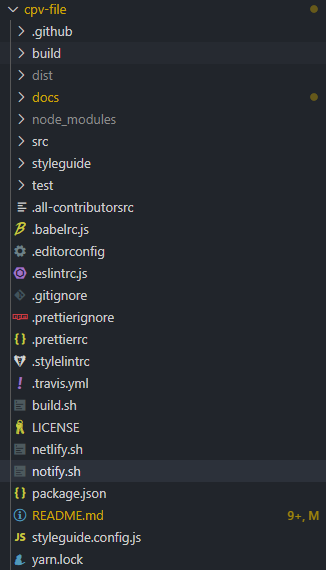 cpv-file
.github
build
dist
docs
node_modules
src
styleguide
test
.all-contributorsrc
.babelrc.js
.editorconfig
.eslintrc.js
.gitignore
.prettierignore
.prettierrc
.stylelintrc
.travis.yml
build.sh
LICENSE
netlify.sh
notify.sh
package.json
README.md 9+, M
styleguide.config.js
yarn.lock